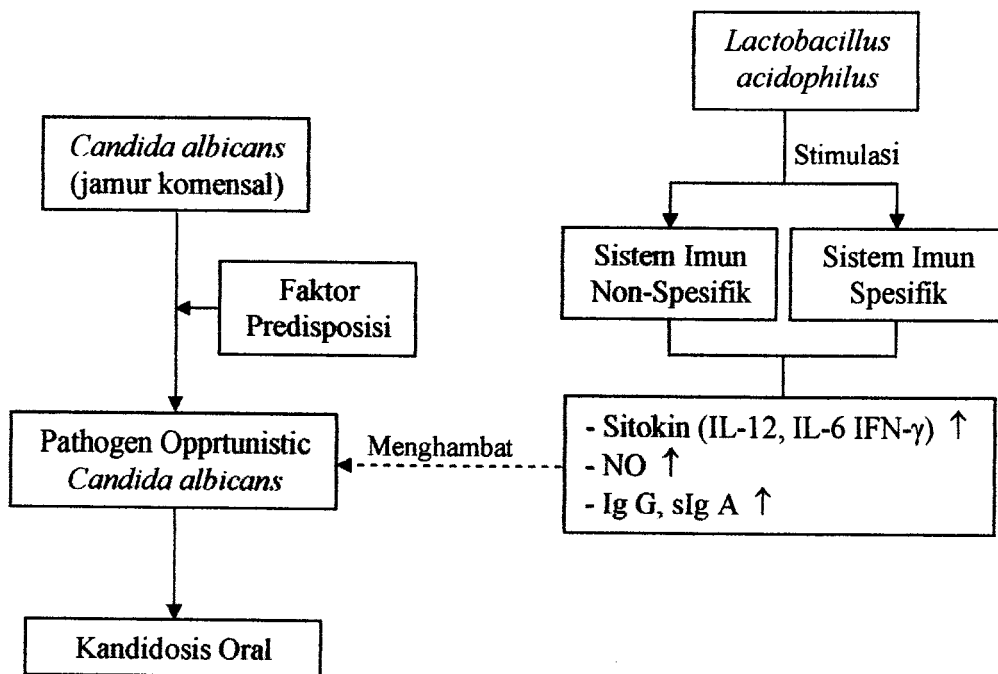 Lactobacillus
acidophilus
Candida albicans
(jamur komensal)
Stimulasi
Sistem Imun
Non-Spesifik
Sistem Imun
Spesifik
Faktor
Predisposisi
Pathogen Opprtunistic
Candida albicans
Menghambat
- Sitokin (IL-12, IL-6 IFN-γ) ↑
- NO ↑
- Ig G, sIg A ↑
Kandidosis Oral